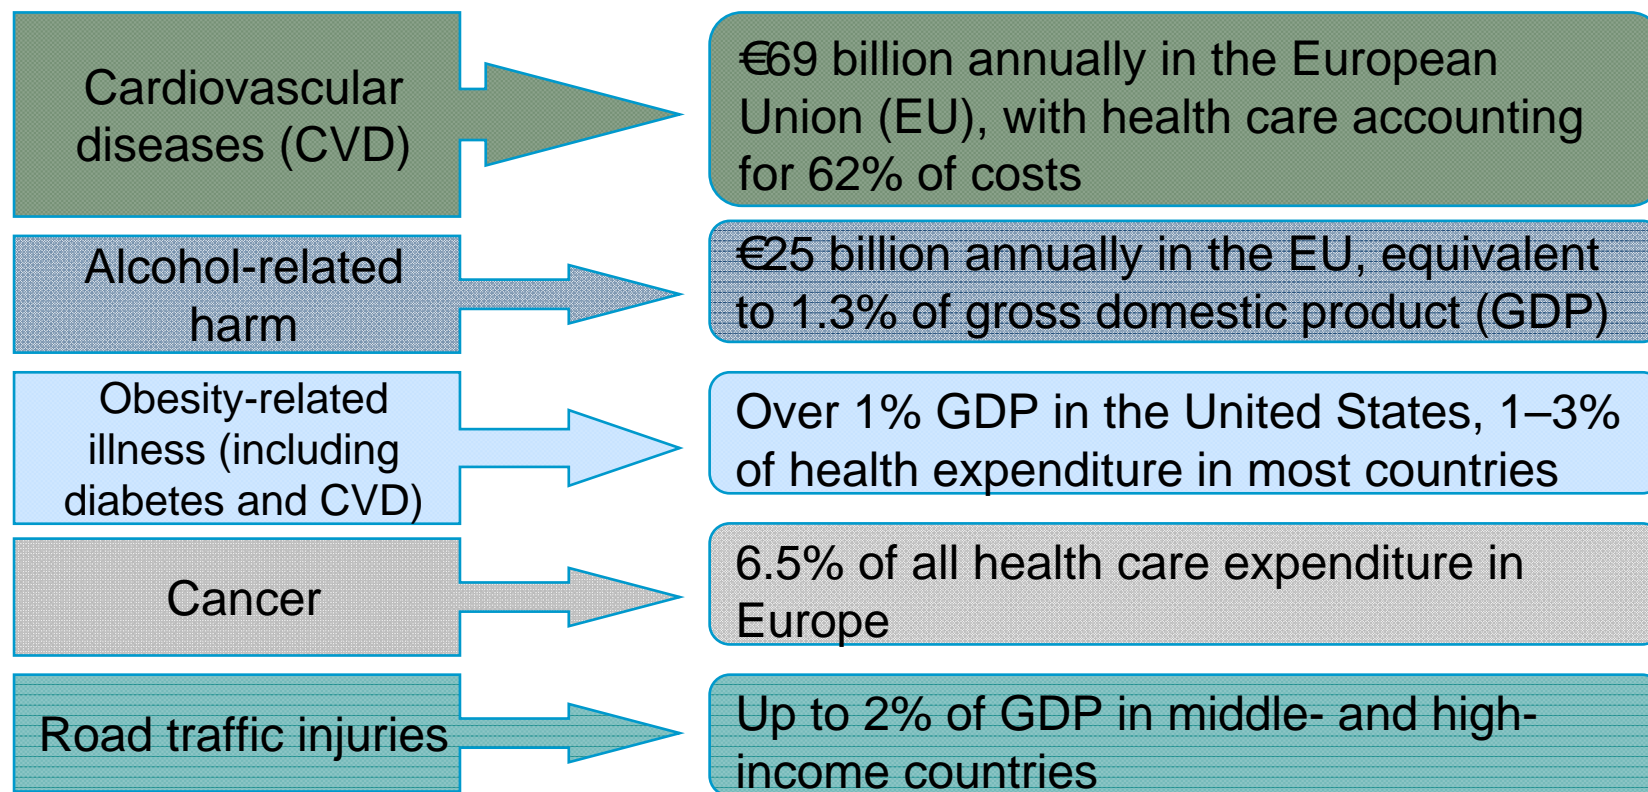 Cardiovascular
diseases (CVD)
€69 billion annually in the European
Union (EU), with health care accounting
for 62% of costs
Alcohol-related
harm
€25 billion annually in the EU, equivalent
to 1.3% of gross domestic product (GDP)
Obesity-related
illness (including
diabetes and CVD)
Over 1% GDP in the United States, 1–3%
of health expenditure in most countries
Cancer
6.5% of all health care expenditure in
Europe
Road traffic injuries
Up to 2% of GDP in middle- and high-
income countries